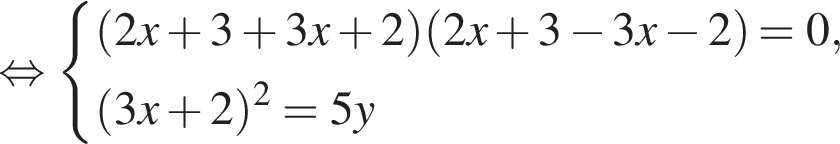 ⇔ { (2x + 3 + 3x + 2)(2x + 3 − 3x − 2) = 0,
(3x + 2)² = 5y